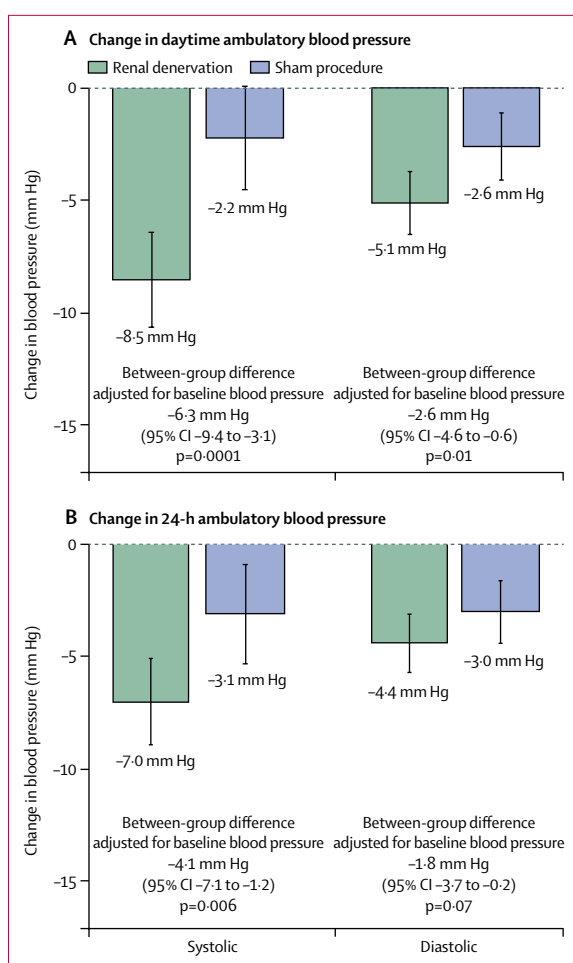 A Change in daytime ambulatory blood pressure
Renal denervation Sham procedure
Change in blood pressure (mm Hg)
0
–5
–10
–15
–8·5 mm Hg
–2·2 mm Hg
–5·1 mm Hg
–2·6 mm Hg
Between-group difference
adjusted for baseline blood pressure
–6·3 mm Hg
(95% CI –9·4 to –3·1)
p=0·0001
Between-group difference
adjusted for baseline blood pressure
–2·6 mm Hg
(95% CI –4·6 to –0·6)
p=0·01
B Change in 24-h ambulatory blood pressure
Change in blood pressure (mm Hg)
0
–5
–10
–15
–7·0 mm Hg
–3·1 mm Hg
–4·4 mm Hg
–3·0 mm Hg
Between-group difference
adjusted for baseline blood pressure
–4·1 mm Hg
(95% CI –7·1 to –1·2)
p=0·006
Between-group difference
adjusted for baseline blood pressure
–1·8 mm Hg
(95% CI –3·7 to –0·2)
p=0·07
Systolic
Diastolic